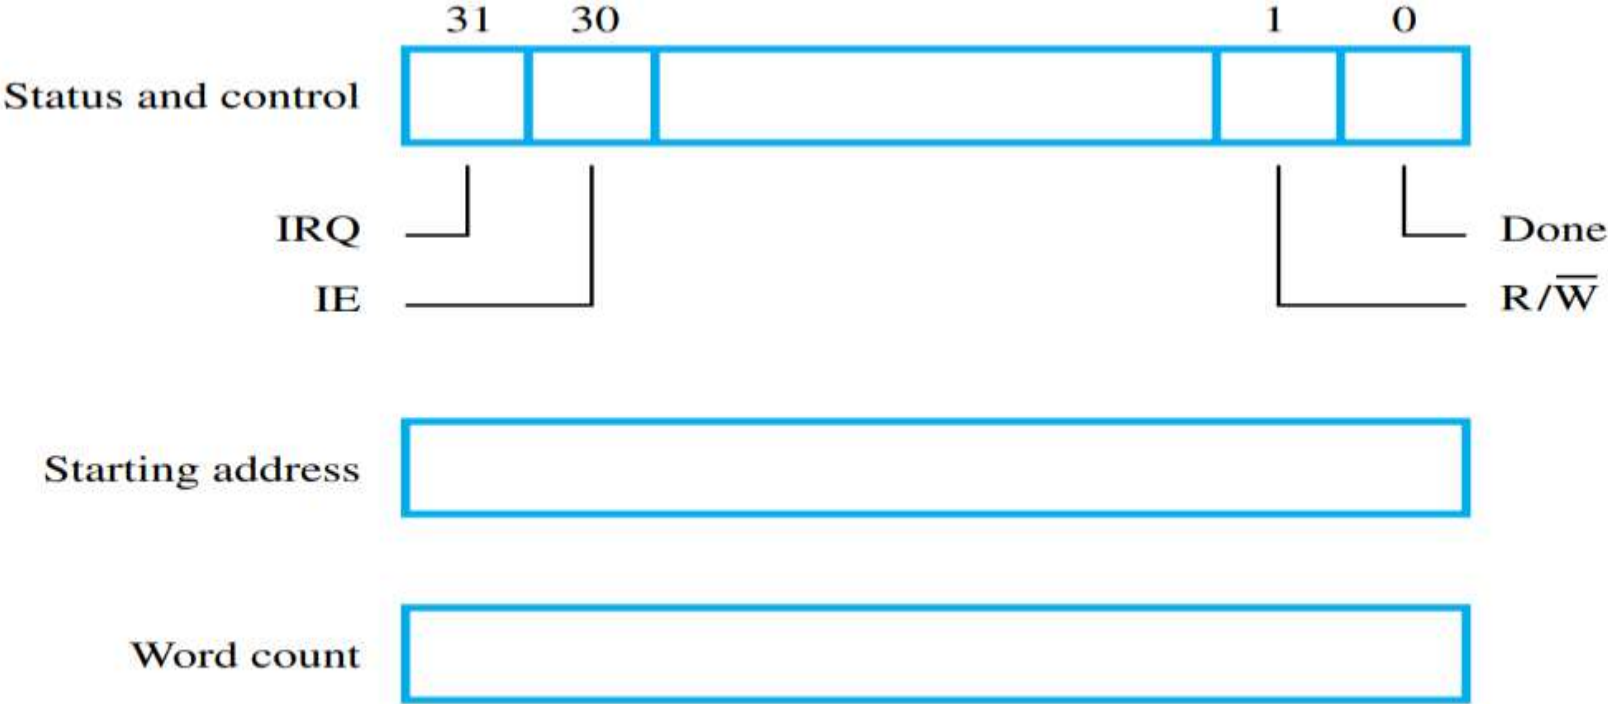 31 30 1 0
Status and control
IRQ Done
IE R/W̅
Starting address
Word count